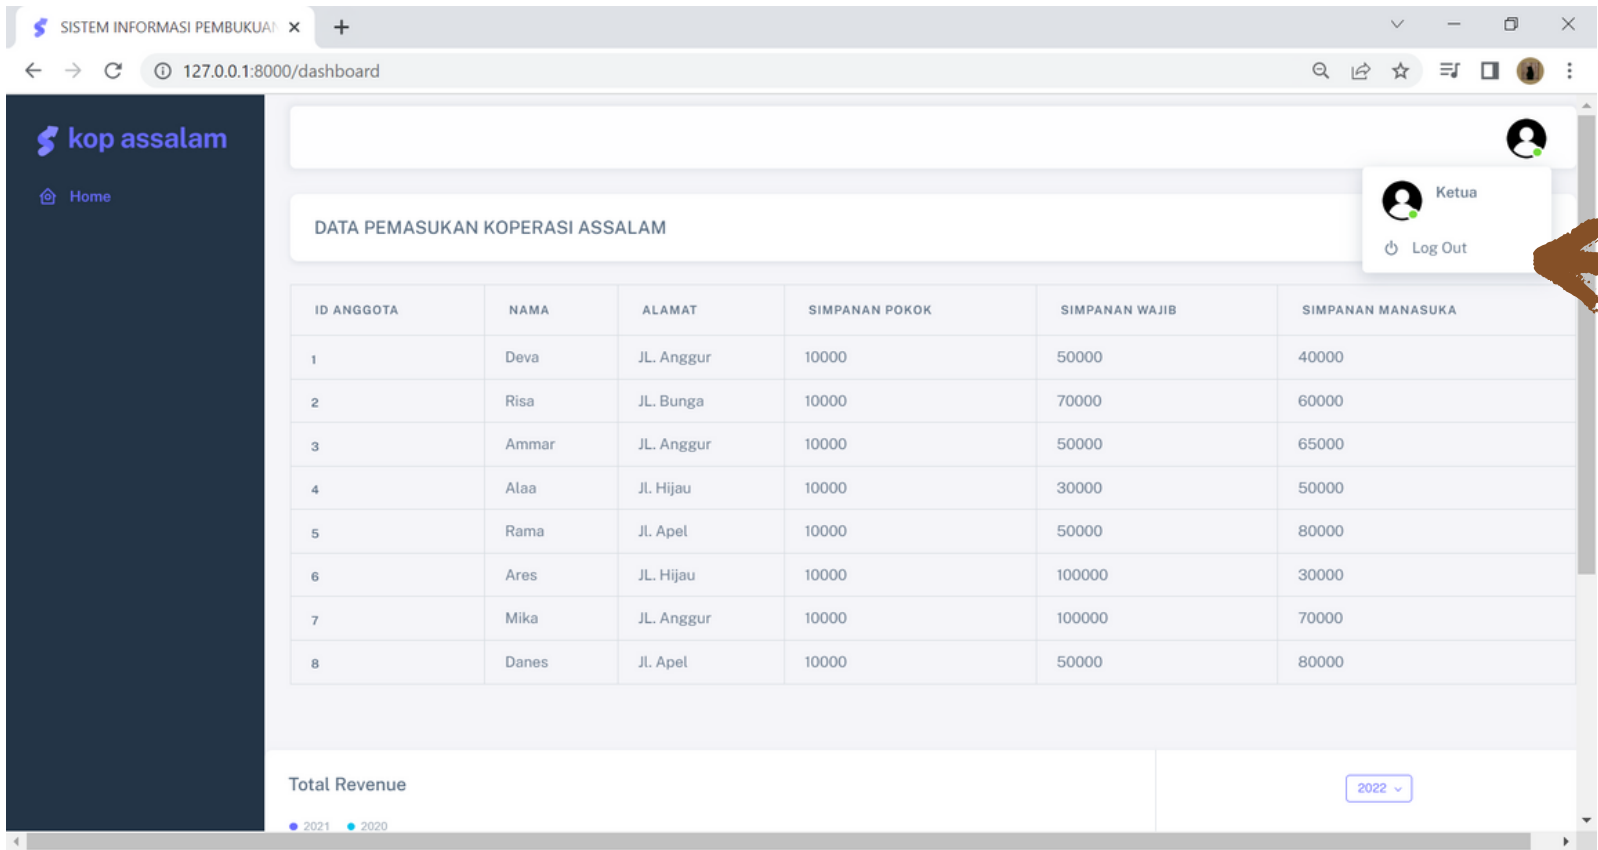 SISTEM INFORMASI PEMBUKUAN
127.0.0.1:8000/dashboard
kop assalam
Home
Ketua
Log Out
DATA PEMASUKAN KOPERASI ASSALAM
ID ANGGOTA NAMA ALAMAT SIMPANAN POKOK SIMPANAN WAJIB SIMPANAN MANASUKA
1 Deva JL. Anggur 10000 50000 40000
2 Risa JL. Bunga 10000 70000 60000
3 Ammar JL. Anggur 10000 50000 65000
4 Alaa Jl. Hijau 10000 30000 50000
5 Rama Jl. Apel 10000 50000 80000
6 Ares JL. Hijau 10000 100000 30000
7 Mika JL. Anggur 10000 100000 70000
8 Danes Jl. Apel 10000 50000 80000
Total Revenue
2022
2021 2020